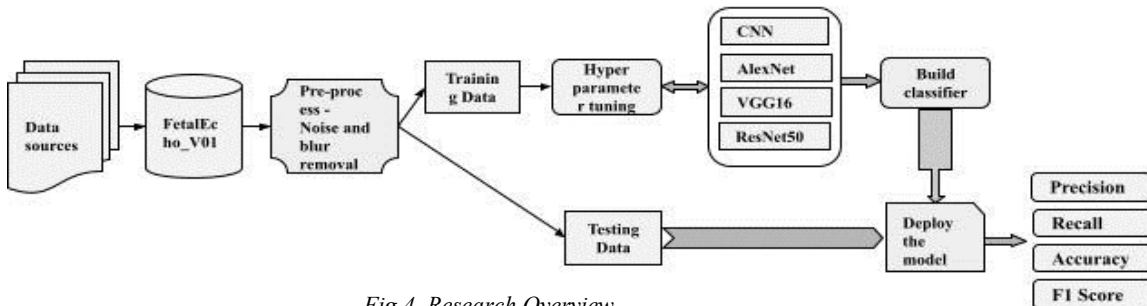 Data
sources
FetalEc
ho_V01
Pre-proc
ess -
Noise and
blur
removal
Trainin
g Data
Hyper
paramete
r tuning
CNN
AlexNet
VGG16
ResNet50
Build
classifier
Testing
Data
Deploy
the
model
Precision
Recall
Accuracy
F1 Score
Fig 4. Research Overview